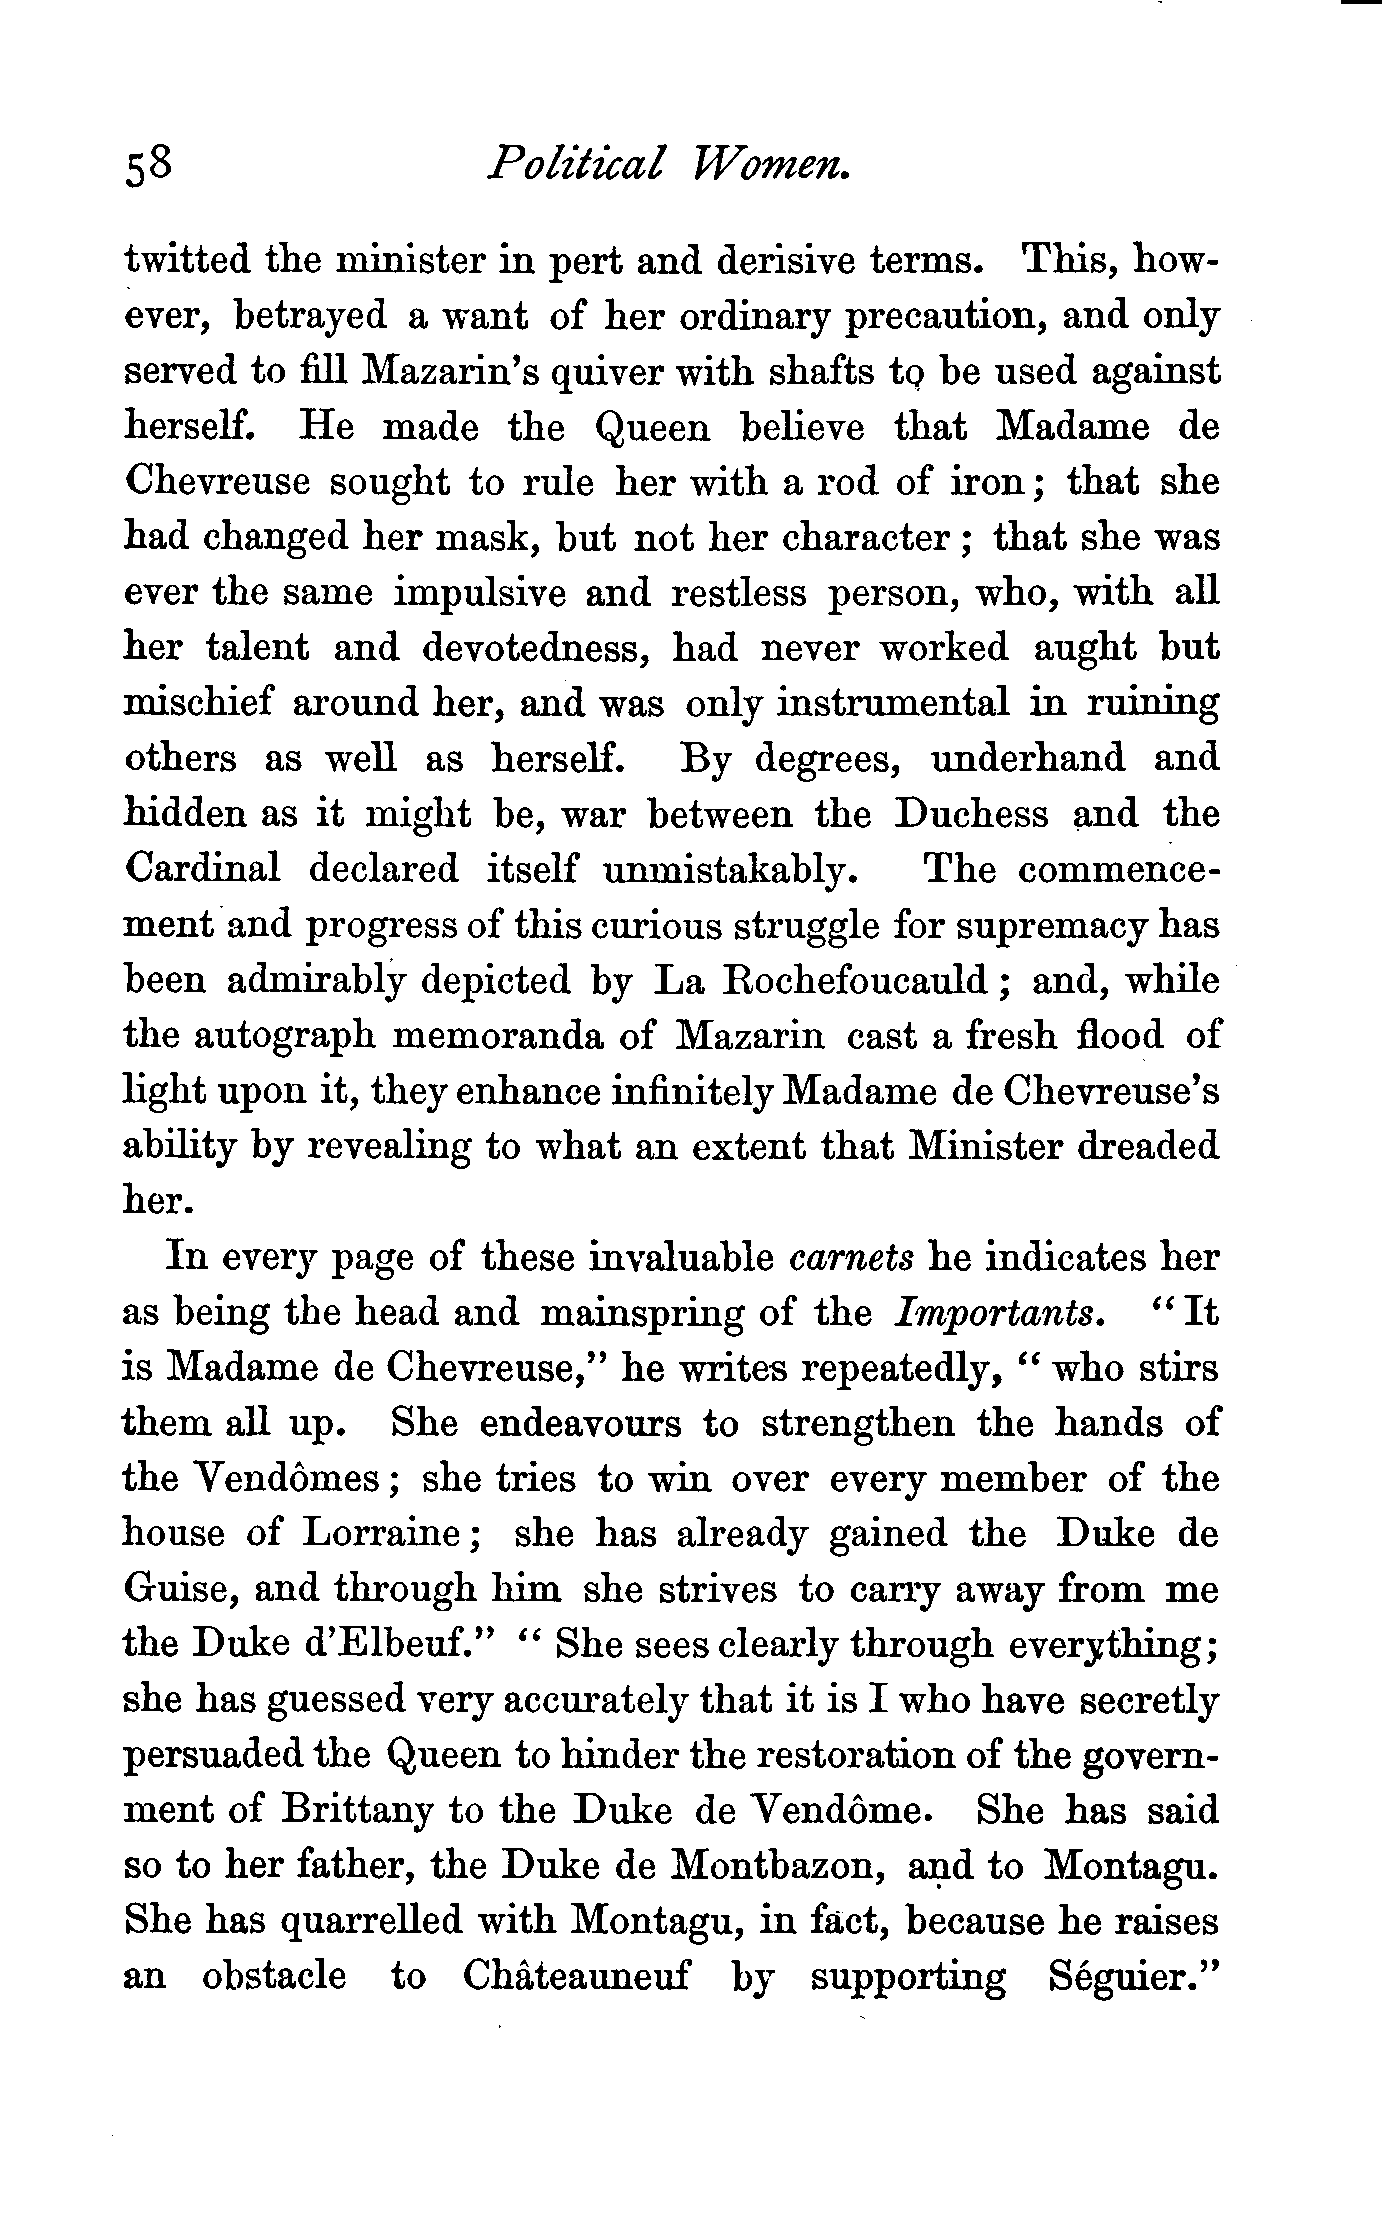 58 Political Women.
twitted the minister in pert and derisive terms. This, how-
ever, betrayed a want of her ordinary precaution, and only
served to fill Mazarin's quiver with shafts to be used against
herself. He made the Queen believe that Madame de
Chevreuse sought to rule her with a rod of iron; that she
had changed her mask, but not her character; that she was
ever the same impulsive and restless person, who, with all
her talent and devotedness, had never worked aught but
mischief around her, and was only instrumental in ruining
others as well as herself. By degrees, underhand and
hidden as it might be, war between the Duchess and the
Cardinal declared itself unmistakably. The commence-
ment and progress of this curious struggle for supremacy has
been admirably depicted by La Rochefoucauld; and, while
the autograph memoranda of Mazarin cast a fresh flood of
light upon it, they enhance infinitely Madame de Chevreuse's
ability by revealing to what an extent that Minister dreaded
her.
In every page of these invaluable carnets he indicates her
as being the head and mainspring of the Importants. "It
is Madame de Chevreuse," he writes repeatedly, "who stirs
them all up. She endeavours to strengthen the hands of
the Vendômes; she tries to win over every member of the
house of Lorraine; she has already gained the Duke de
Guise, and through him she strives to carry away from me
the Duke d'Elbeuf." "She sees clearly through everything;
she has guessed very accurately that it is I who have secretly
persuaded the Queen to hinder the restoration of the govern-
ment of Brittany to the Duke de Vendôme. She has said
so to her father, the Duke de Montbazon, and to Montagu.
She has quarrelled with Montagu, in fact, because he raises
an obstacle to Châteauneuf by supporting Séguier."